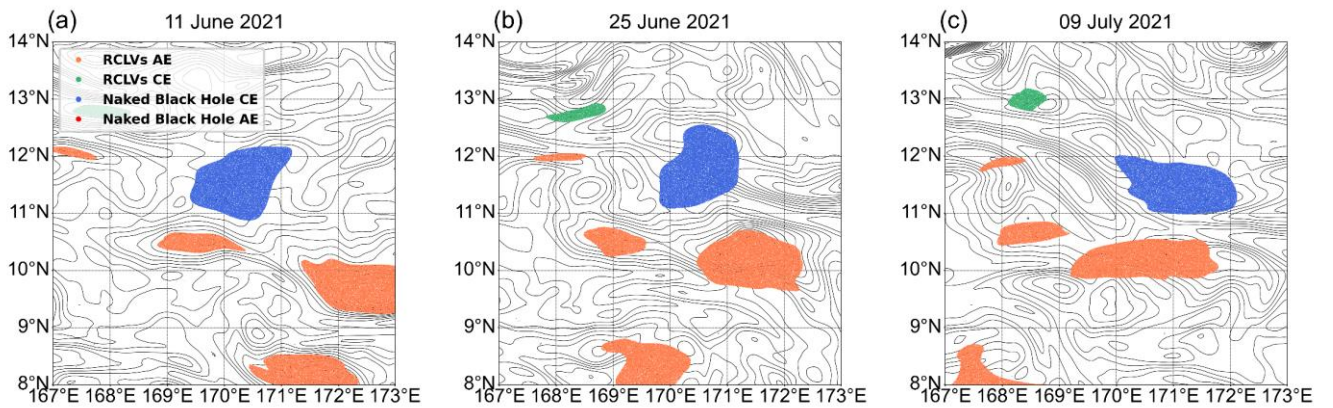 (a) 11 June 2021
14°N
13°N
12°N
11°N
10°N
9°N
8°N
RCLVs AE
RCLVs CE
Naked Black Hole CE
Naked Black Hole AE
167°E 168°E 169°E 170°E 171°E 172°E 173°E
(b) 25 June 2021
14°N
13°N
12°N
11°N
10°N
9°N
8°N
167°E 168°E 169°E 170°E 171°E 172°E 173°E
(c) 09 July 2021
14°N
13°N
12°N
11°N
10°N
9°N
8°N
167°E 168°E 169°E 170°E 171°E 172°E 173°E